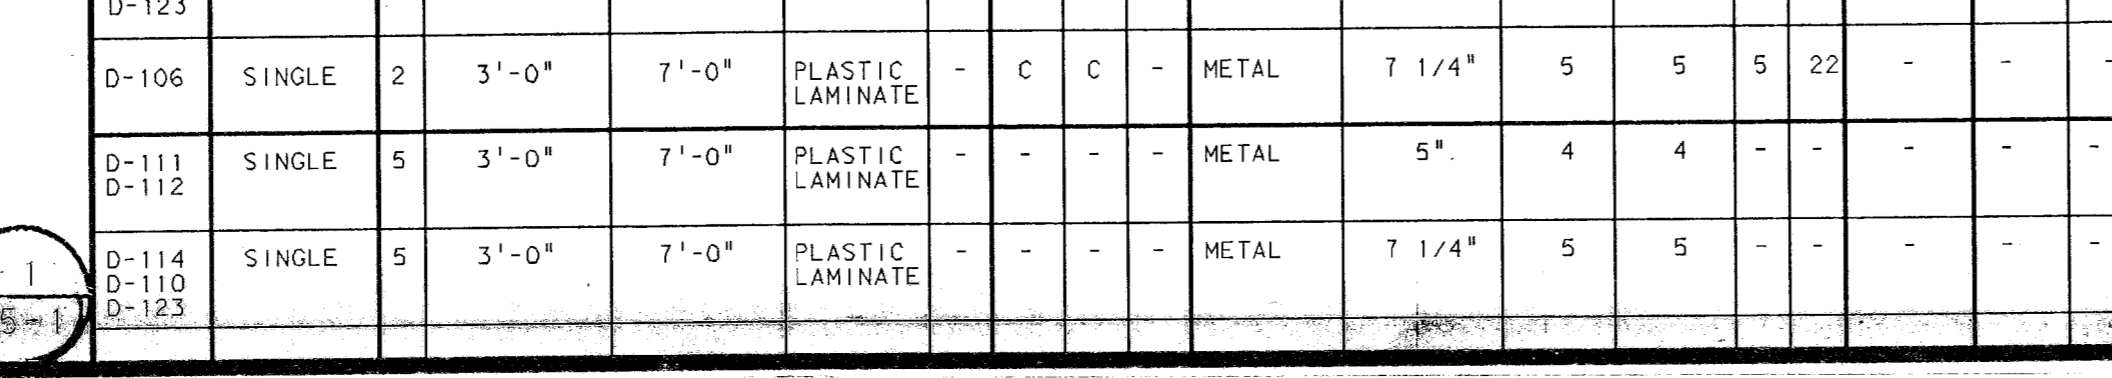 D-123
D-106 SINGLE 2 3'-0" 7'-0" PLASTIC LAMINATE - C C - METAL 7 1/4" 5 5 5 22 - - -
D-111 D-112 SINGLE 5 3'-0" 7'-0" PLASTIC LAMINATE - - - - METAL 5". 4 4 - - - - -
D-114 D-110 D-123 SINGLE 5 3'-0" 7'-0" PLASTIC LAMINATE - - - - METAL 7 1/4" 5 5 - - - - -
1
5-1